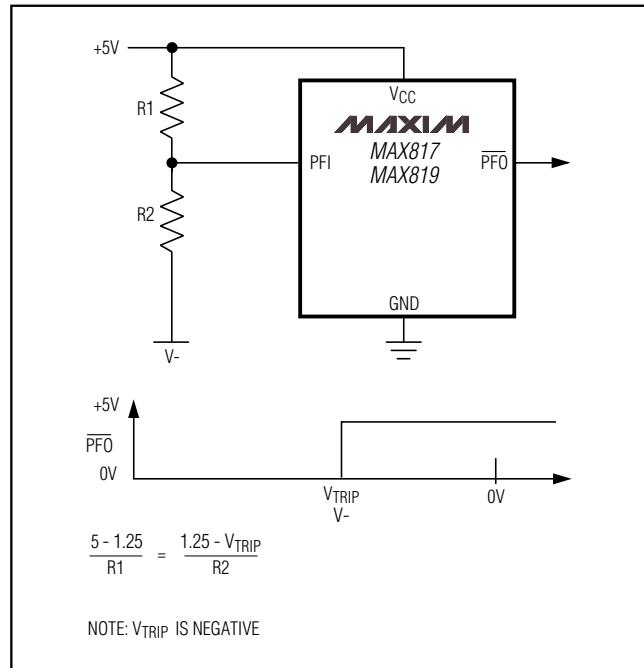 +5V
R1
VCC
MAXIM
MAX817
MAX819
PFI
PFO
R2
GND
V-
+5V
PFO
0V
VTRIP
V-
0V
5 - 1.25
R1
=
1.25 - VTRIP
R2
NOTE: VTRIP IS NEGATIVE